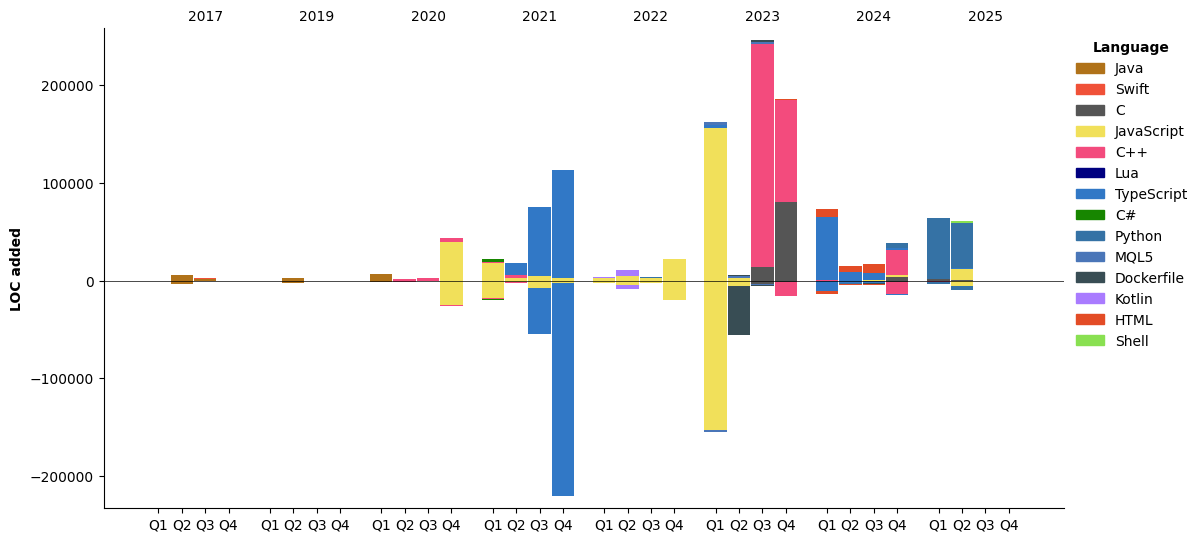 2017 2019 2020 2021 2022 2023 2024 2025
Language
Java
Swift
C
JavaScript
C++
Lua
TypeScript
C#
Python
MQL5
Dockerfile
Kotlin
HTML
Shell
LOC added
200000
100000
0
−100000
−200000
Q1 Q2 Q3 Q4 Q1 Q2 Q3 Q4 Q1 Q2 Q3 Q4 Q1 Q2 Q3 Q4 Q1 Q2 Q3 Q4 Q1 Q2 Q3 Q4 Q1 Q2 Q3 Q4 Q1 Q2 Q3 Q4